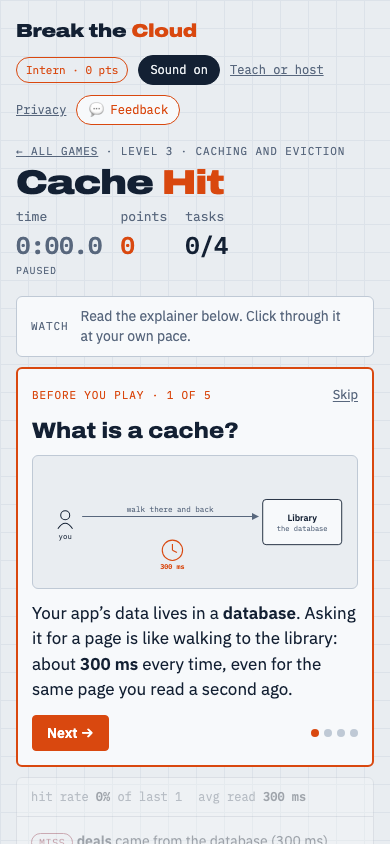 Break the Cloud
Intern · 0 pts
Sound on
Teach or host
Privacy
💬 Feedback
← ALL GAMES · LEVEL 3 · CACHING AND EVICTION
Cache Hit
time points tasks
0:00.0 0 0/4
PAUSED
WATCH
Read the explainer below. Click through it
at your own pace.
BEFORE YOU PLAY · 1 OF 5
Skip
What is a cache?
walk there and back
you
300 ms
Library
the database
Your app’s data lives in a database. Asking
it for a page is like walking to the library:
about 300 ms every time, even for the
same page you read a second ago.
Next →
hit rate 0% of last 1 avg read 300 ms
MISS deals came from the database (300 ms)